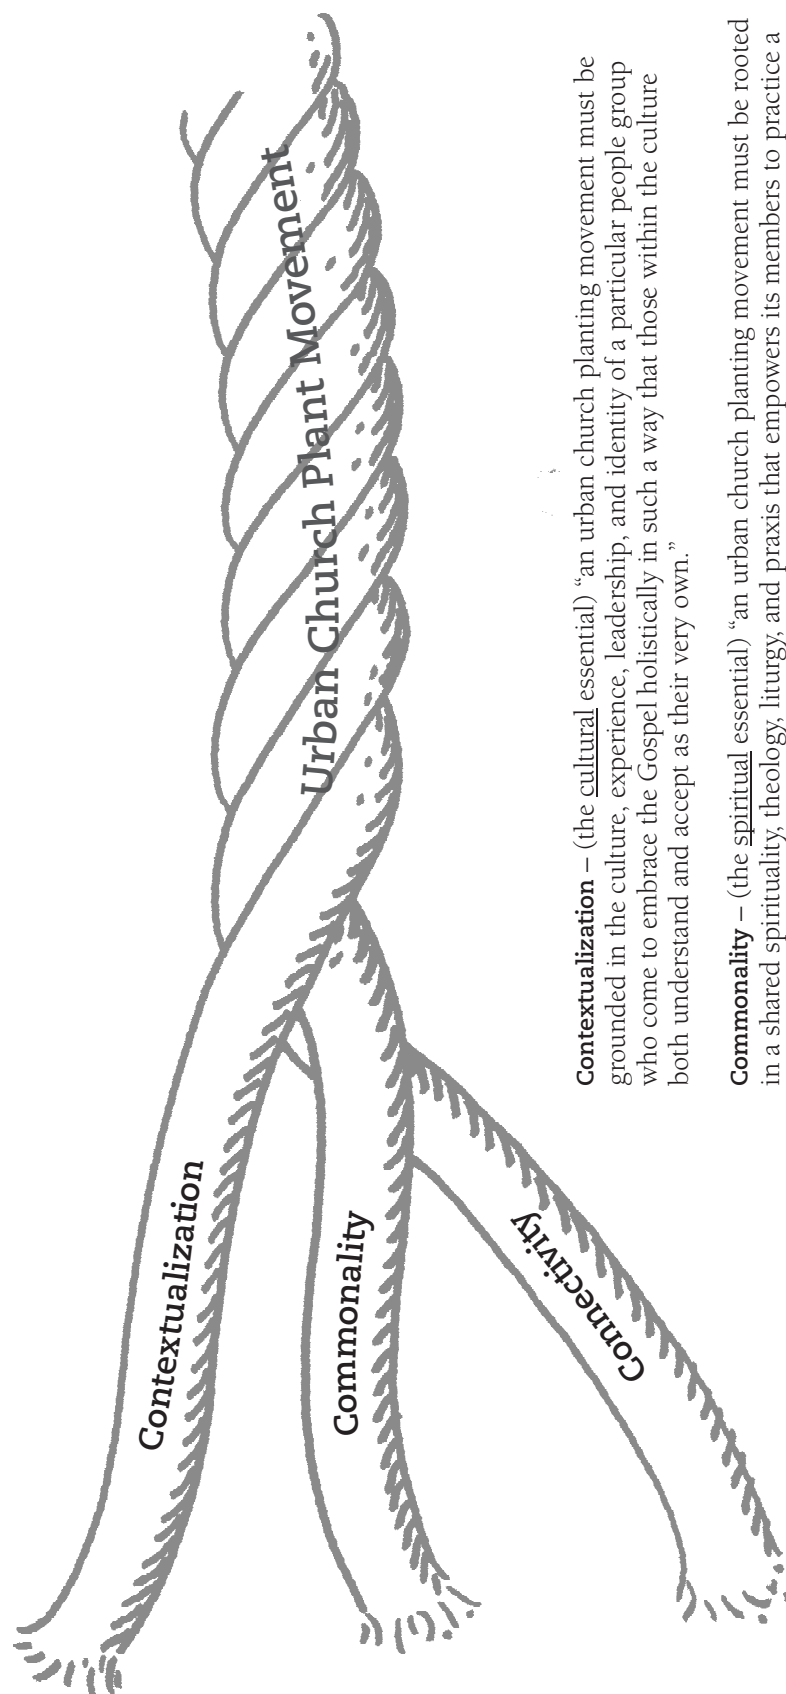 Urban Church Plant Movement
Contextualization
Commonality
Connectivity
Contextualization – (the cultural essential) “an urban church planting movement must be
grounded in the culture, experience, leadership, and identity of a particular people group
who come to embrace the Gospel holistically in such a way that those within the culture
both understand and accept as their very own.”
Commonality – (the spiritual essential) “an urban church planting movement must be rooted
in a shared spirituality, theology, liturgy, and praxis that empowers its members to practice a